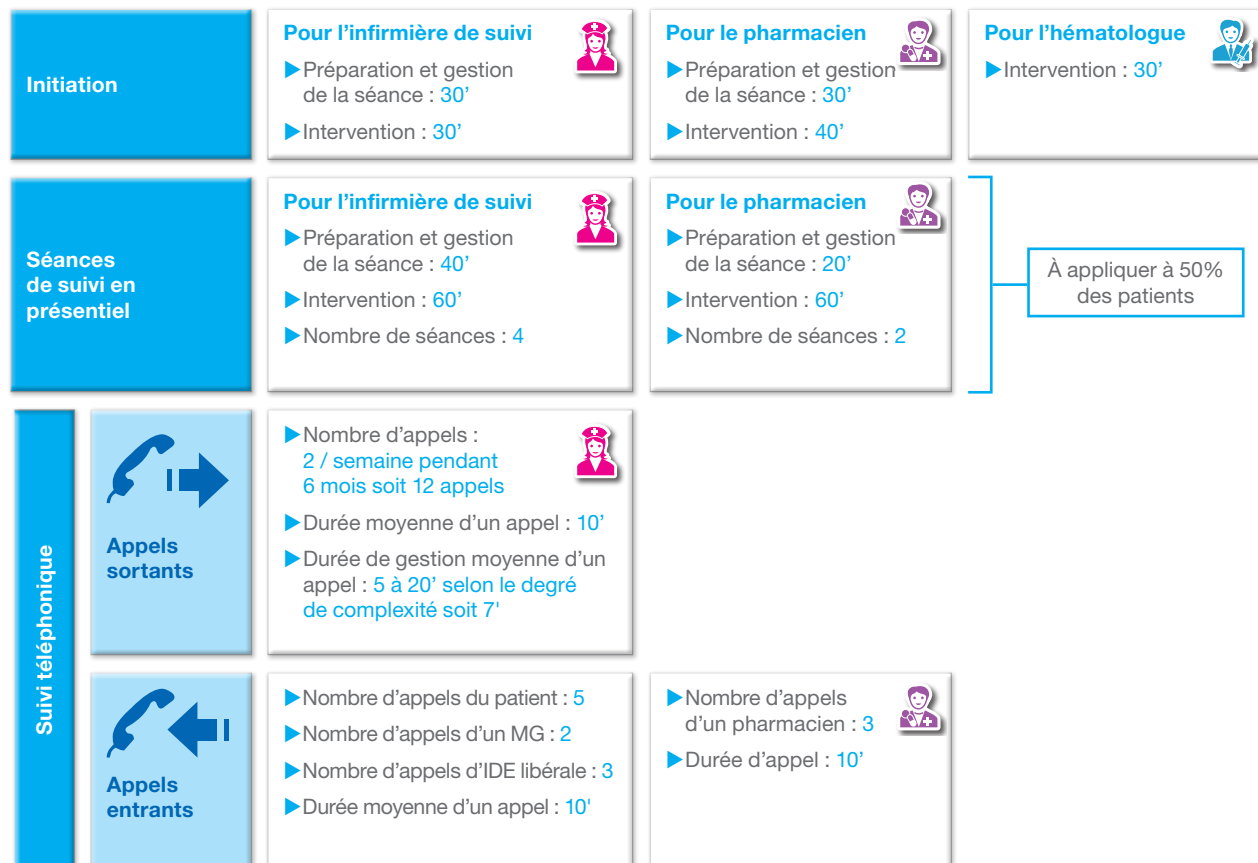 Initiation
Pour l’infirmière de suivi
▶Préparation et gestion
de la séance : 30’
▶Intervention : 30’
Pour le pharmacien
▶Préparation et gestion
de la séance : 30’
▶Intervention : 40’
Pour l’hématologue
▶Intervention : 30’
Séances
de suivi en
présentiel
Pour l’infirmière de suivi
▶Préparation et gestion
de la séance : 40’
▶Intervention : 60’
▶Nombre de séances : 4
Pour le pharmacien
▶Préparation et gestion
de la séance : 20’
▶Intervention : 60’
▶Nombre de séances : 2
À appliquer à 50%
des patients
Suivi téléphonique
Appels
sortants
▶Nombre d’appels :
2 / semaine pendant
6 mois soit 12 appels
▶Durée moyenne d’un appel : 10’
▶Durée de gestion moyenne d’un
appel : 5 à 20’ selon le degré
de complexité soit 7'
Appels
entrants
▶Nombre d’appels du patient : 5
▶Nombre d’appels d’un MG : 2
▶Nombre d’appels d’IDE libérale : 3
▶Durée moyenne d’un appel : 10'
▶Nombre d’appels
d’un pharmacien : 3
▶Durée d’appel : 10’